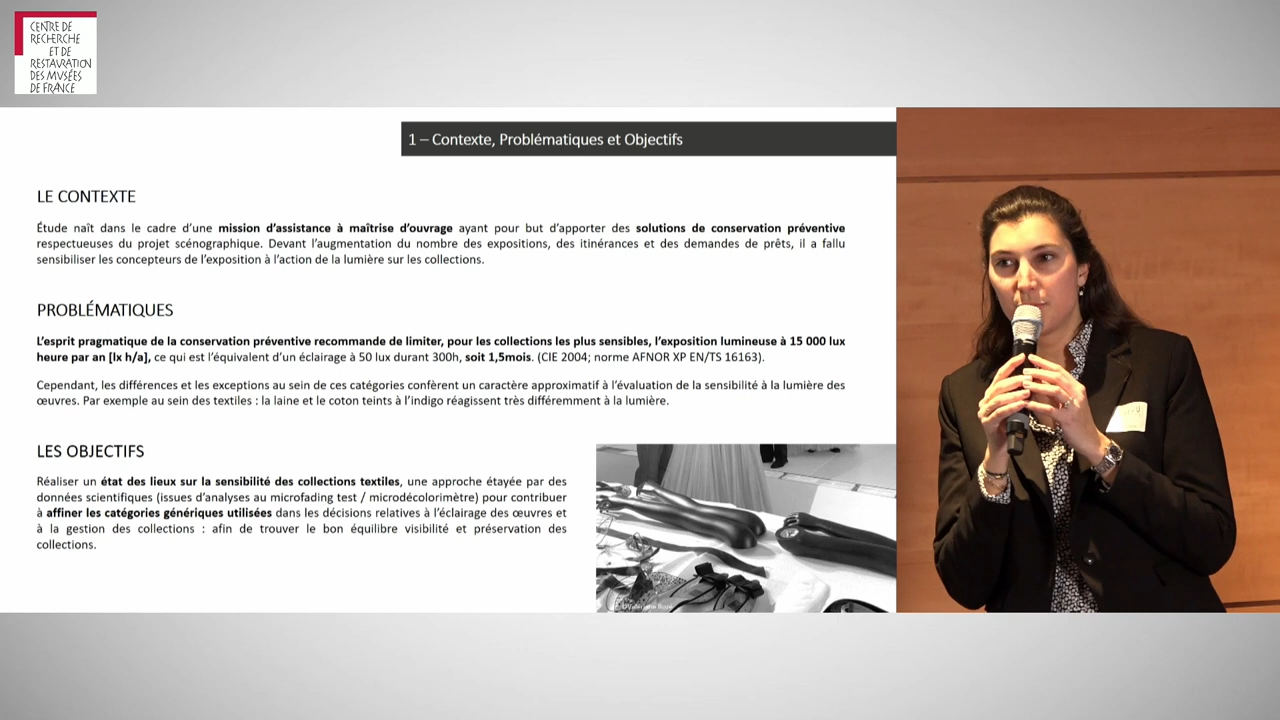 CENTRE DE
RECHERCHE
ET DE
RESTAURATION
DES MUSÉES
DE FRANCE
1 – Contexte, Problématiques et Objectifs
LE CONTEXTE
Étude naît dans le cadre d’une mission d’assistance à maîtrise d’ouvrage ayant pour but d’apporter des solutions de conservation préventive
respectueuses du projet scénographique. Devant l’augmentation du nombre des expositions, des itinérances et des demandes de prêts, il a fallu
sensibiliser les concepteurs de l’exposition à l’action de la lumière sur les collections.
PROBLÉMATIQUES
L’esprit pragmatique de la conservation préventive recommande de limiter, pour les collections les plus sensibles, l’exposition lumineuse à 15 000 lux
heure par an [lx h/a], ce qui est l’équivalent d’un éclairage à 50 lux durant 300h, soit 1,5mois. (CIE 2004; norme AFNOR XP EN/TS 16163).
Cependant, les différences et les exceptions au sein de ces catégories confèrent un caractère approximatif à l’évaluation de la sensibilité à la lumière des
œuvres. Par exemple au sein des textiles : la laine et le coton teints à l’indigo réagissent très différemment à la lumière.
LES OBJECTIFS
Réaliser un état des lieux sur la sensibilité des collections textiles, une approche étayée par des
données scientifiques (issues d’analyses au microfading test / microdécolorimètre) pour contribuer
à affiner les catégories génériques utilisées dans les décisions relatives à l’éclairage des œuvres et
à la gestion des collections : afin de trouver le bon équilibre visibilité et préservation des
collections.